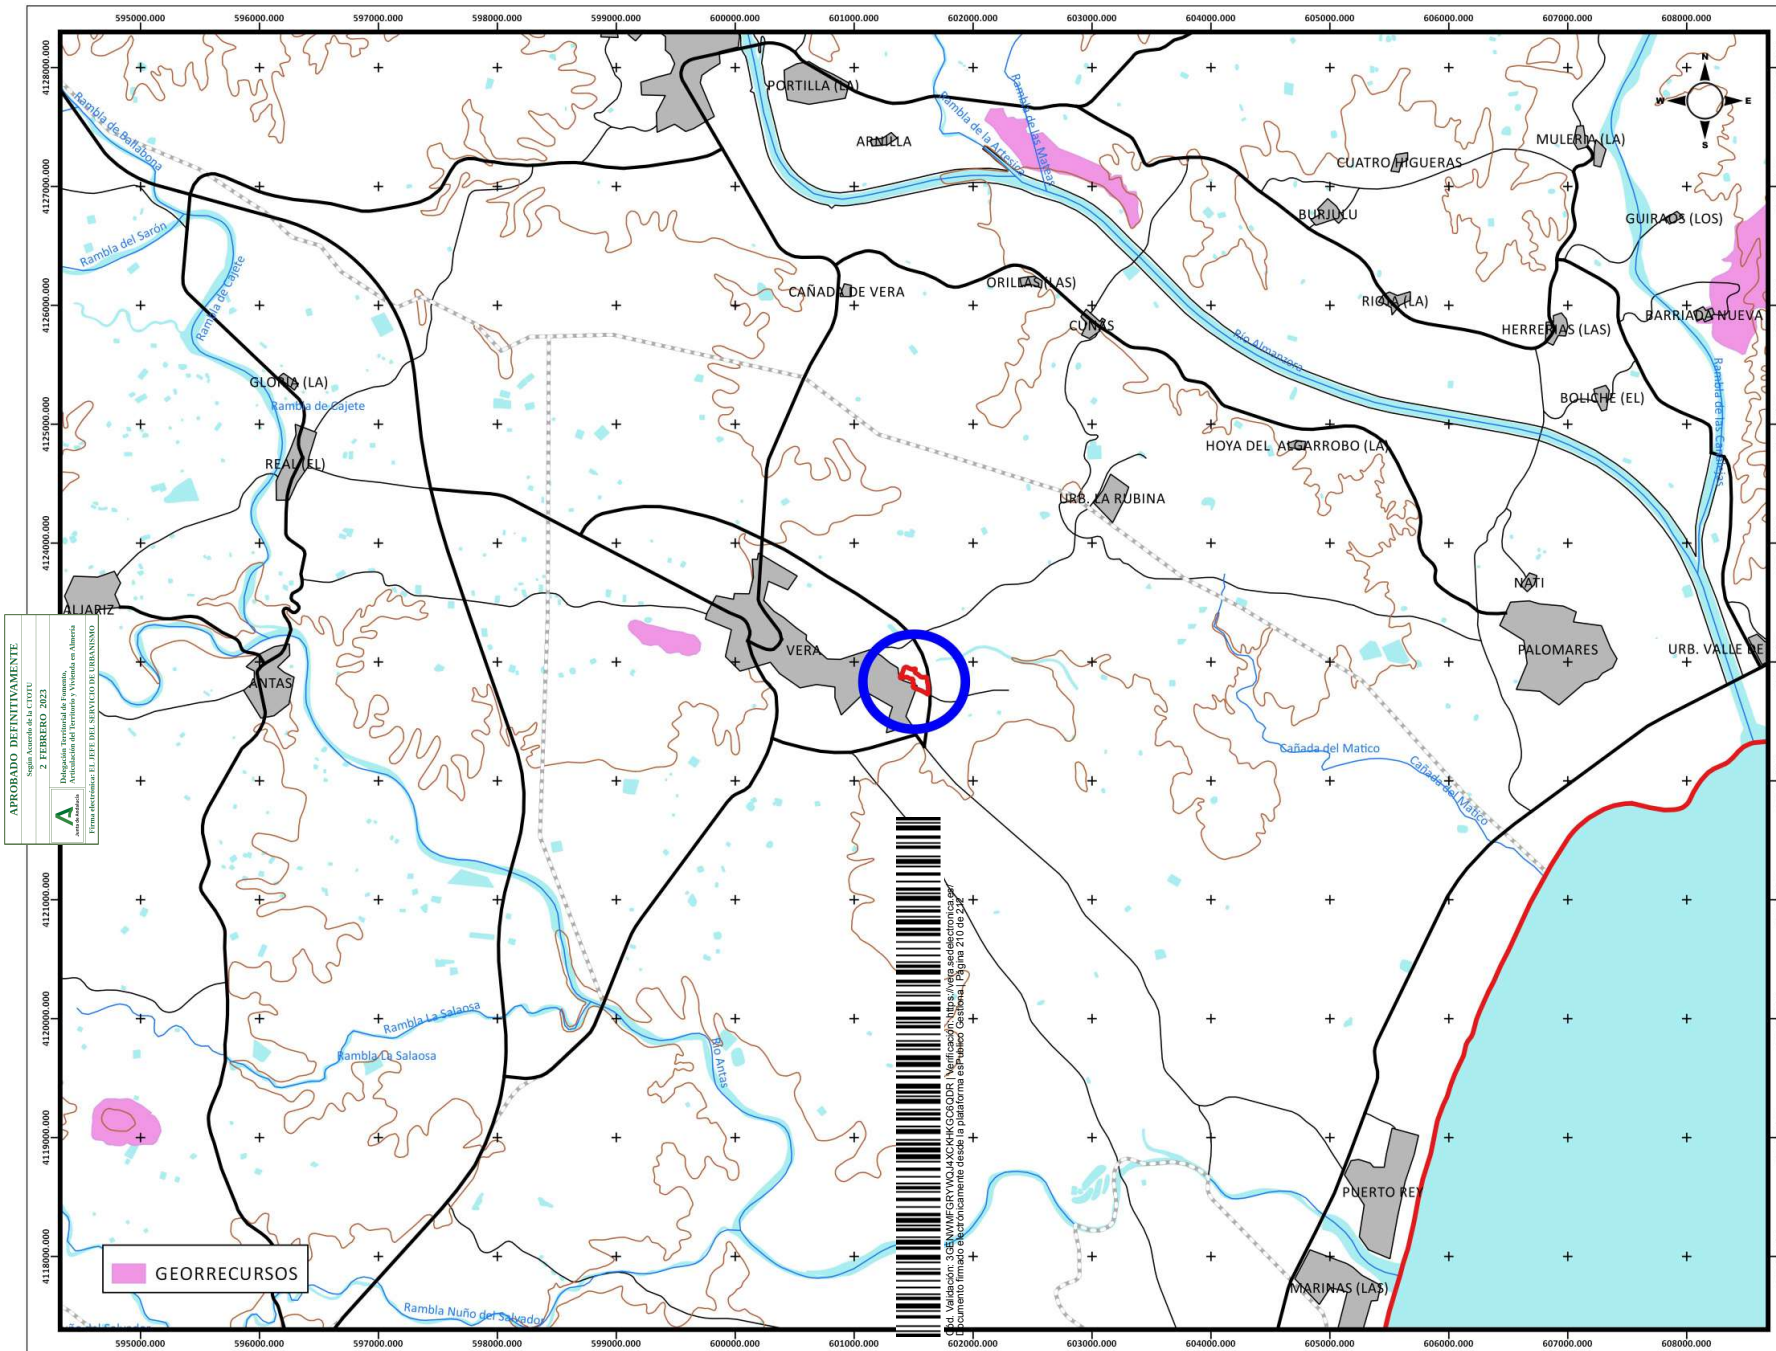 595000.000 596000.000 597000.000 598000.000 599000.000 600000.000 601000.000 602000.000 603000.000 604000.000 605000.000 606000.000 607000.000 608000.000
4128000.000
4127000.000
4126000.000
4125000.000
4124000.000
4121000.000
4120000.000
4119000.000
4118000.000
N
W E
S
PORTILLA (LA)
ARNILLA
Rambla de Ballabona
Rambla de la Artesica
Rambla de las Mateas
CUATRO HIGUERAS
MULERIA (LA)
BURJULU
GUIRAOS (LOS)
Rambla del Sarón
Rambla de Cajete
CAÑADA DE VERA
ORILLAS (LAS)
CUNAS
RIOJA (LA)
HERRERIAS (LAS)
BARRIADA NUEVA
Río Almanzora
GLORIA (LA)
Rambla de Cajete
BOLICHE (EL)
Rambla de las Canalejas
HOYA DEL ALGARROBO (LA)
REAL (EL)
URB. LA RUBINA
NATI
ALJARIZ
VERA
PALOMARES
URB. VALLE DE
ANTAS
Cañada del Matico
Cañada del Matico
Rambla La Salaosa
Rambla La Salaosa
Río Antas
PUERTO REY
MARINAS (LAS)
Rambla Nuño del Salvador
GEORRECURSOS
APROBADO DEFINITIVAMENTE
Según Acuerdo de la CTOTU
2 FEBRERO 2023
Delegación Territorial de Fomento,
Articulación del Territorio y Vivienda en Almería
Junta de Andalucía
Firma electrónica: EL JEFE DEL SERVICIO DE URBANISMO
Documento firmado electrónicamente desde la plataforma esPublico Gestiona | Página 210 de 212
595000.000 596000.000 597000.000 598000.000 599000.000 600000.000 601000.000 602000.000 603000.000 604000.000 605000.000 606000.000 607000.000 608000.000